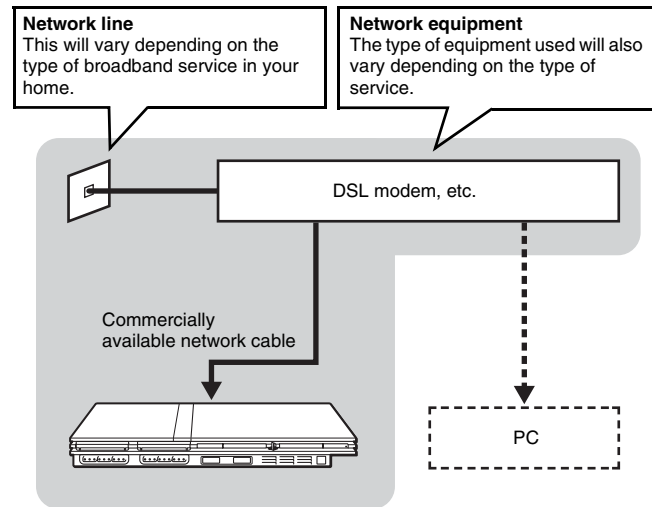 Network line
This will vary depending on the
type of broadband service in your
home.
Network equipment
The type of equipment used will also
vary depending on the type of
service.
DSL modem, etc.
Commercially
available network cable
PC